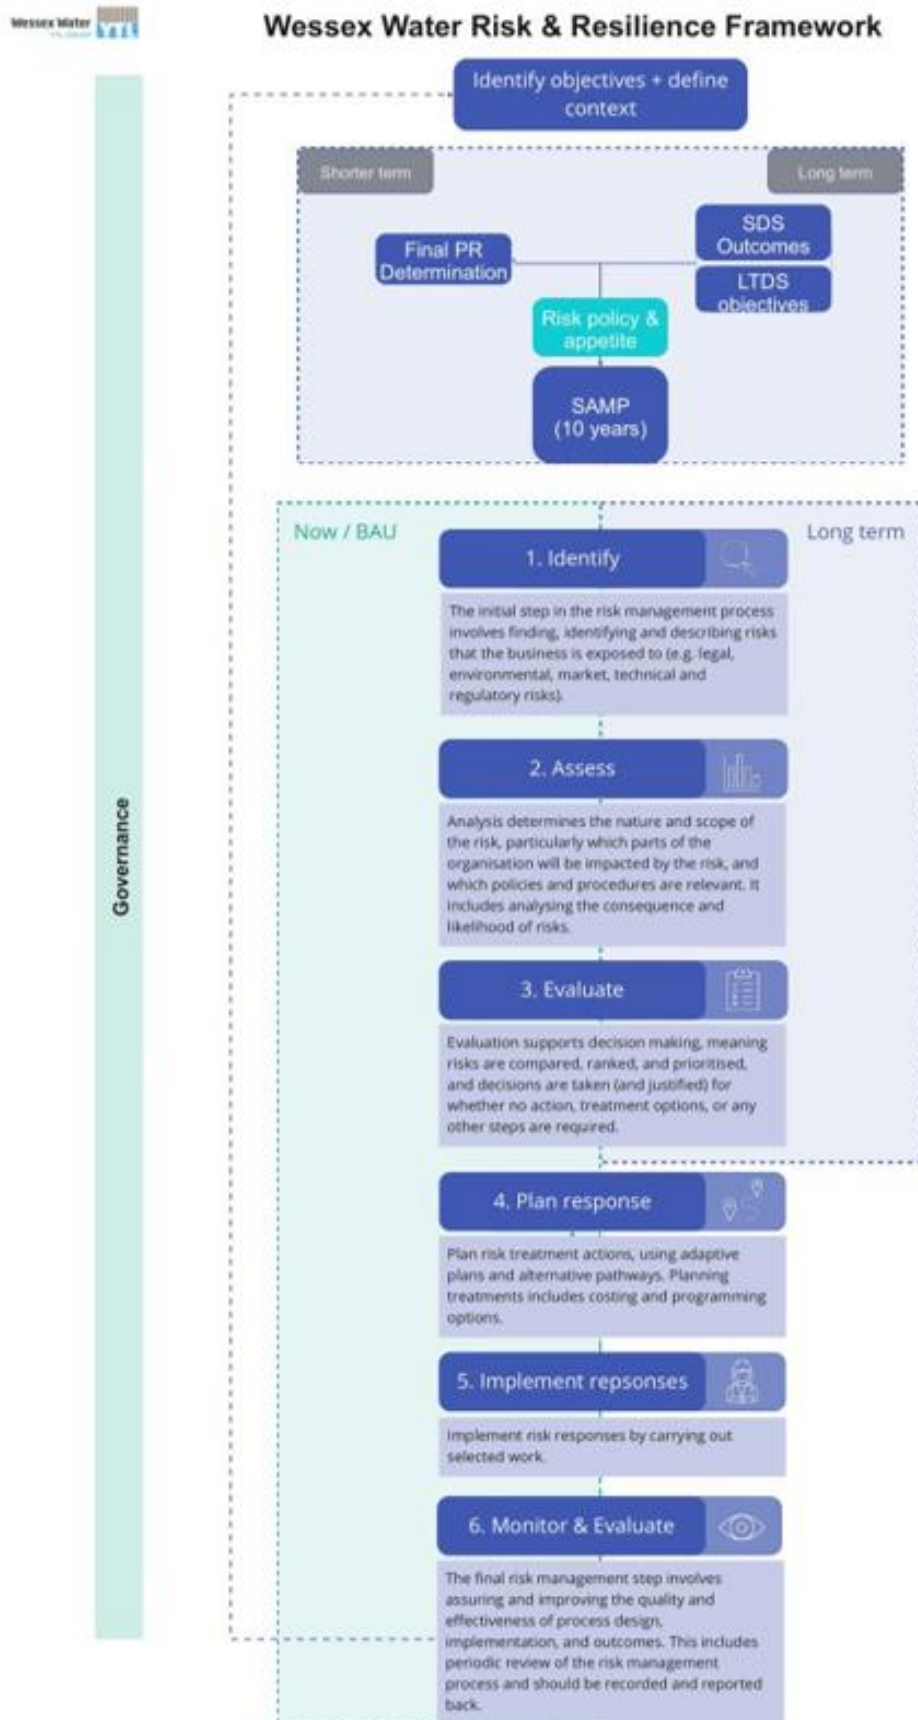 Wessex Water
YTL GROUP
YTL
Wessex Water Risk & Resilience Framework
Identify objectives + define
context
Shorter term
Long term
Final PR
Determination
SDS
Outcomes
LTDS
objectives
Risk policy &
appetite
SAMP
(10 years)
Governance
Now / BAU
Long term
1. Identify
The initial step in the risk management process
involves finding, identifying and describing risks
that the business is exposed to (e.g. legal,
environmental, market, technical and
regulatory risks).
2. Assess
Analysis determines the nature and scope of
the risk, particularly which parts of the
organisation will be impacted by the risk, and
which policies and procedures are relevant. It
includes analysing the consequence and
likelihood of risks.
3. Evaluate
Evaluation supports decision making, meaning
risks are compared, ranked, and prioritised,
and decisions are taken (and justified) for
whether no action, treatment options, or any
other steps are required.
4. Plan response
Plan risk treatment actions, using adaptive
plans and alternative pathways. Planning
treatments includes costing and programming
options.
5. Implement repsonses
Implement risk responses by carrying out
selected work.
6. Monitor & Evaluate
The final risk management step involves
assuring and improving the quality and
effectiveness of process design,
implementation, and outcomes. This includes
periodic review of the risk management
process and should be recorded and reported
back.